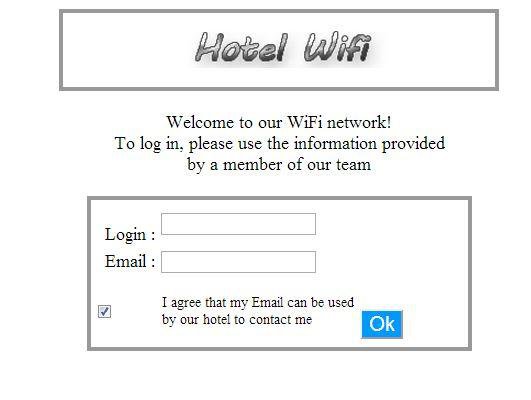 Hotel Wifi
Welcome to our WiFi network!
To log in, please use the information provided
by a member of our team
Login :
Email :
I agree that my Email can be used
by our hotel to contact me
Ok